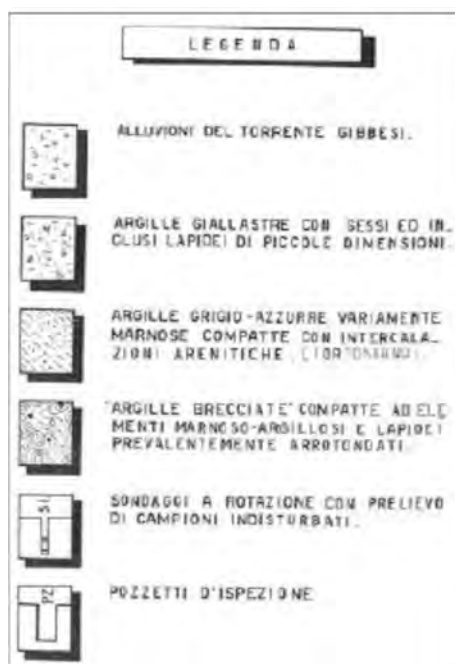 LEGENDA
ALLUVIONI DEL TORRENTE GIBBESI.
ARGILLE GIALLASTRE CON GESSI ED IN_
CLUSI LAPIDEI DI PICCOLE DIMENSIONI.
ARGILLE GRIGIO-AZZURRE VARIAMENTE
MARNOSE COMPATTE CON INTERCALA_
ZIONI ARENITICHE.
"ARGILLE BRECCIATE" COMPATTE AD ELE_
MENTI MARNOSO-ARGILLOSI E LAPIDEI
PREVALENTEMENTE ARROTONDATI.
SI
SONDAGGI A ROTAZIONE CON PRELIEVO
DI CAMPIONI INDISTURBATI.
PZ
POZZETTI D'ISPEZIONE